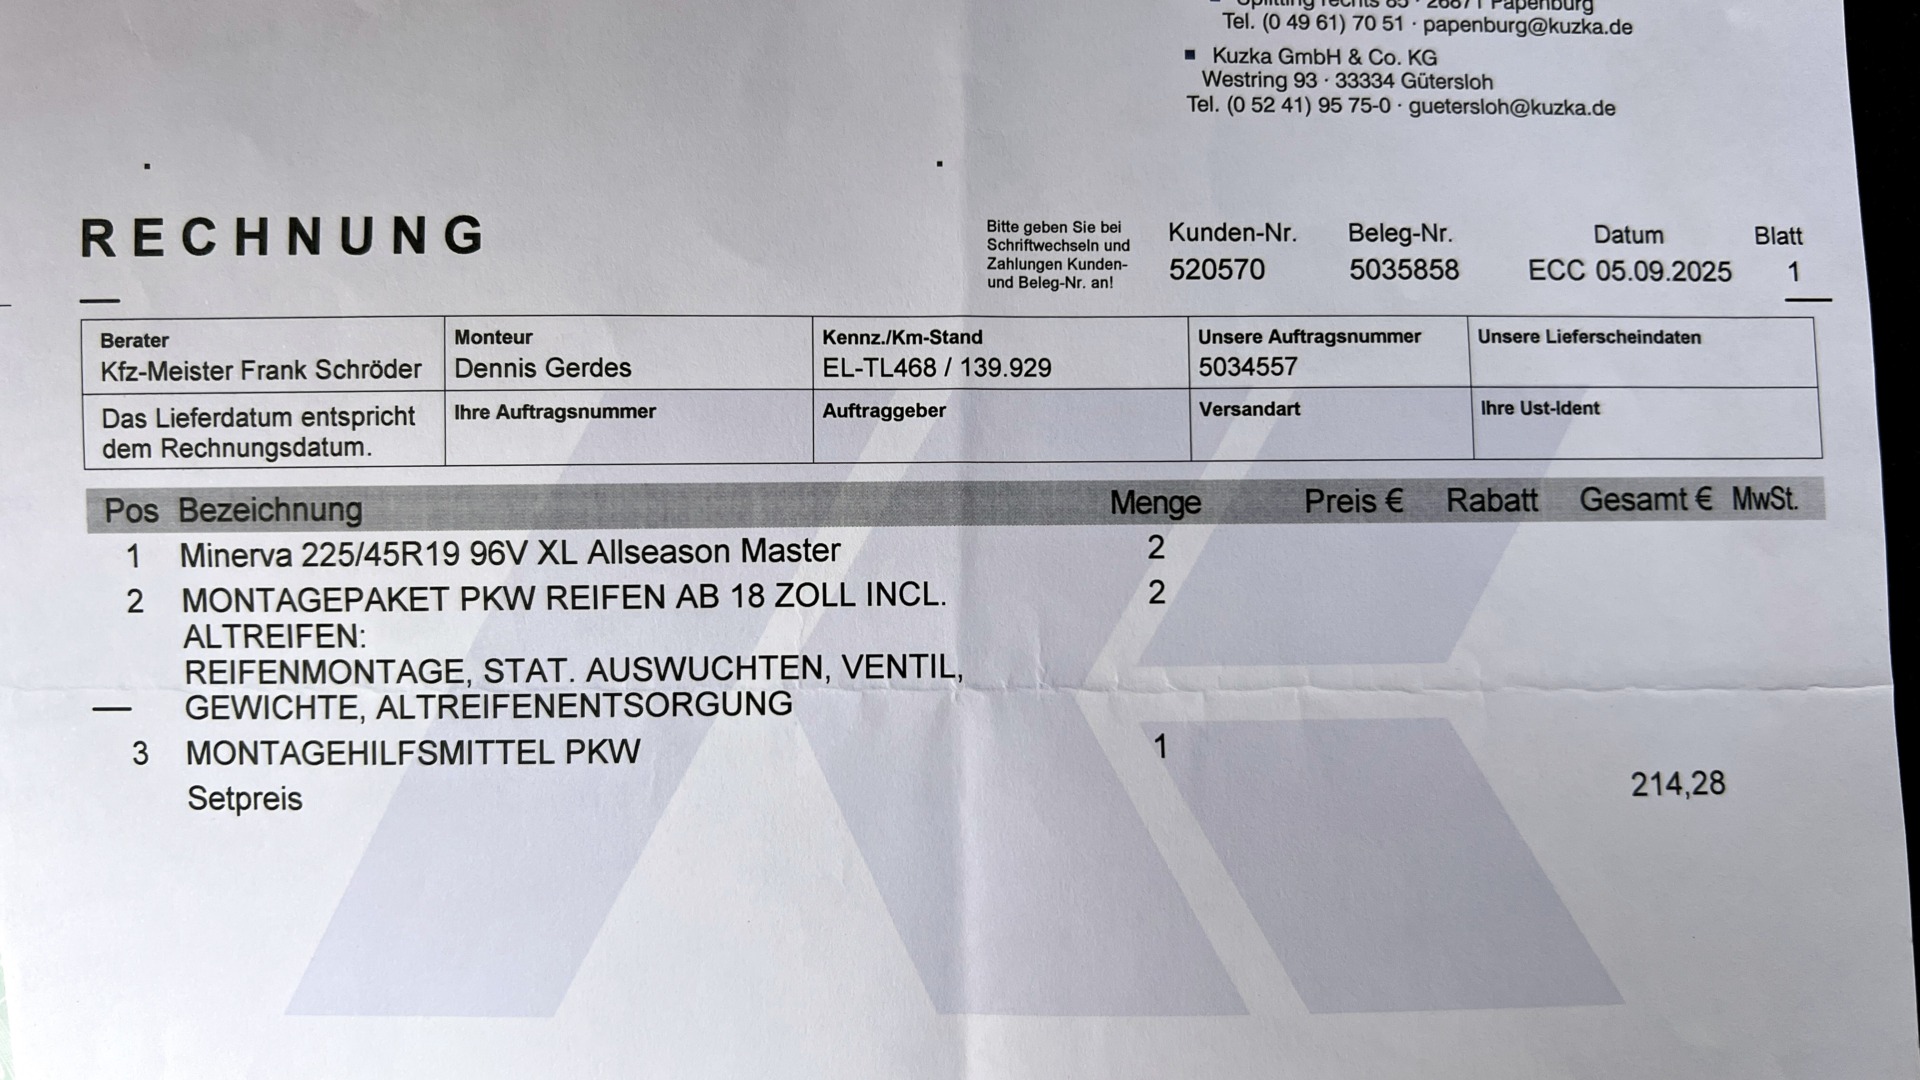 Splitting rechts 85 · 26871 Papenburg
Tel. (0 49 61) 70 51 · papenburg@kuzka.de
Kuzka GmbH & Co. KG
Westring 93 · 33334 Gütersloh
Tel. (0 52 41) 95 75-0 · guetersloh@kuzka.de
RECHNUNG
Bitte geben Sie bei
Schriftwechseln und
Zahlungen Kunden-
und Beleg-Nr. an!
Kunden-Nr. Beleg-Nr. Datum Blatt
520570 5035858 ECC 05.09.2025 1
Berater Monteur Kennz./Km-Stand Unsere Auftragsnummer Unsere Lieferscheindaten
Kfz-Meister Frank Schröder Dennis Gerdes EL-TL468 / 139.929 5034557
Das Lieferdatum entspricht
dem Rechnungsdatum.
Ihre Auftragsnummer Auftraggeber Versandart Ihre Ust-Ident
Pos Bezeichnung Menge Preis € Rabatt Gesamt € MwSt.
1 Minerva 225/45R19 96V XL Allseason Master 2
2 MONTAGEPAKET PKW REIFEN AB 18 ZOLL INCL. 2
ALTREIFEN:
REIFENMONTAGE, STAT. AUSWUCHTEN, VENTIL,
GEWICHTE, ALTREIFENENTSORGUNG
3 MONTAGEHILFSMITTEL PKW 1
Setpreis 214,28